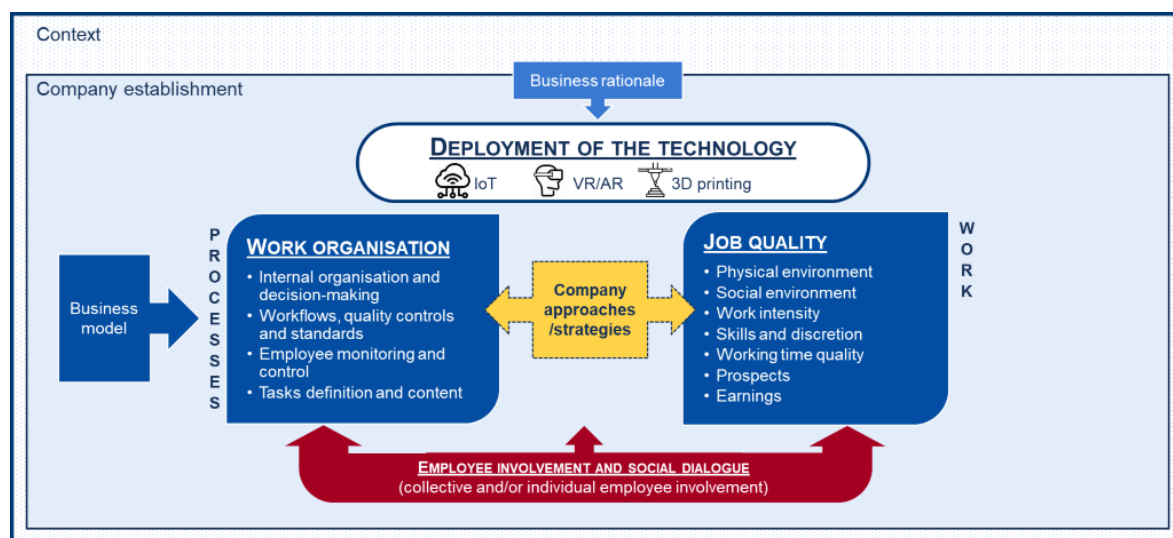 Context
Company establishment
Business rationale
DEPLOYMENT OF THE TECHNOLOGY
IoT
VR/AR
3D printing
Business
model
PROCESSES
WORK ORGANISATION
• Internal organisation and
decision-making
• Workflows, quality controls
and standards
• Employee monitoring and
control
• Tasks definition and content
Company
approaches
/strategies
JOB QUALITY
• Physical environment
• Social environment
• Work intensity
• Skills and discretion
• Working time quality
• Prospects
• Earnings
WORK
EMPLOYEE INVOLVEMENT AND SOCIAL DIALOGUE
(collective and/or individual employee involvement)